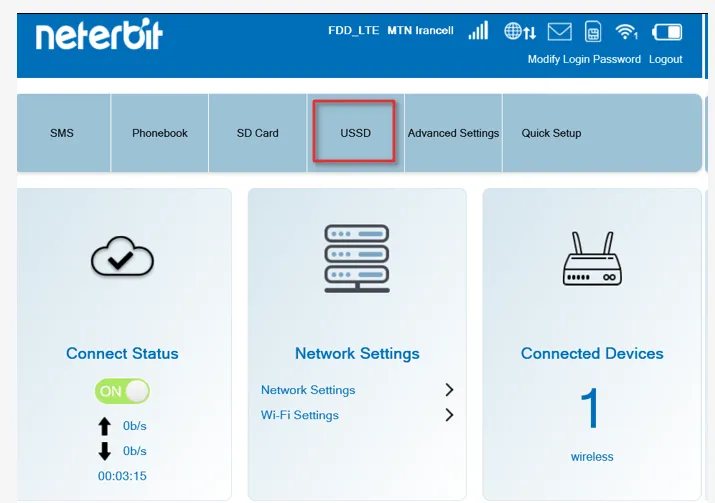 neterbit
FDD_LTE MTN Irancell
1
Modify Login Password Logout
SMS Phonebook SD Card USSD Advanced Settings Quick Setup
Connect Status
ON
0b/s
0b/s
00:03:15
Network Settings
Network Settings
Wi-Fi Settings
Connected Devices
1
wireless